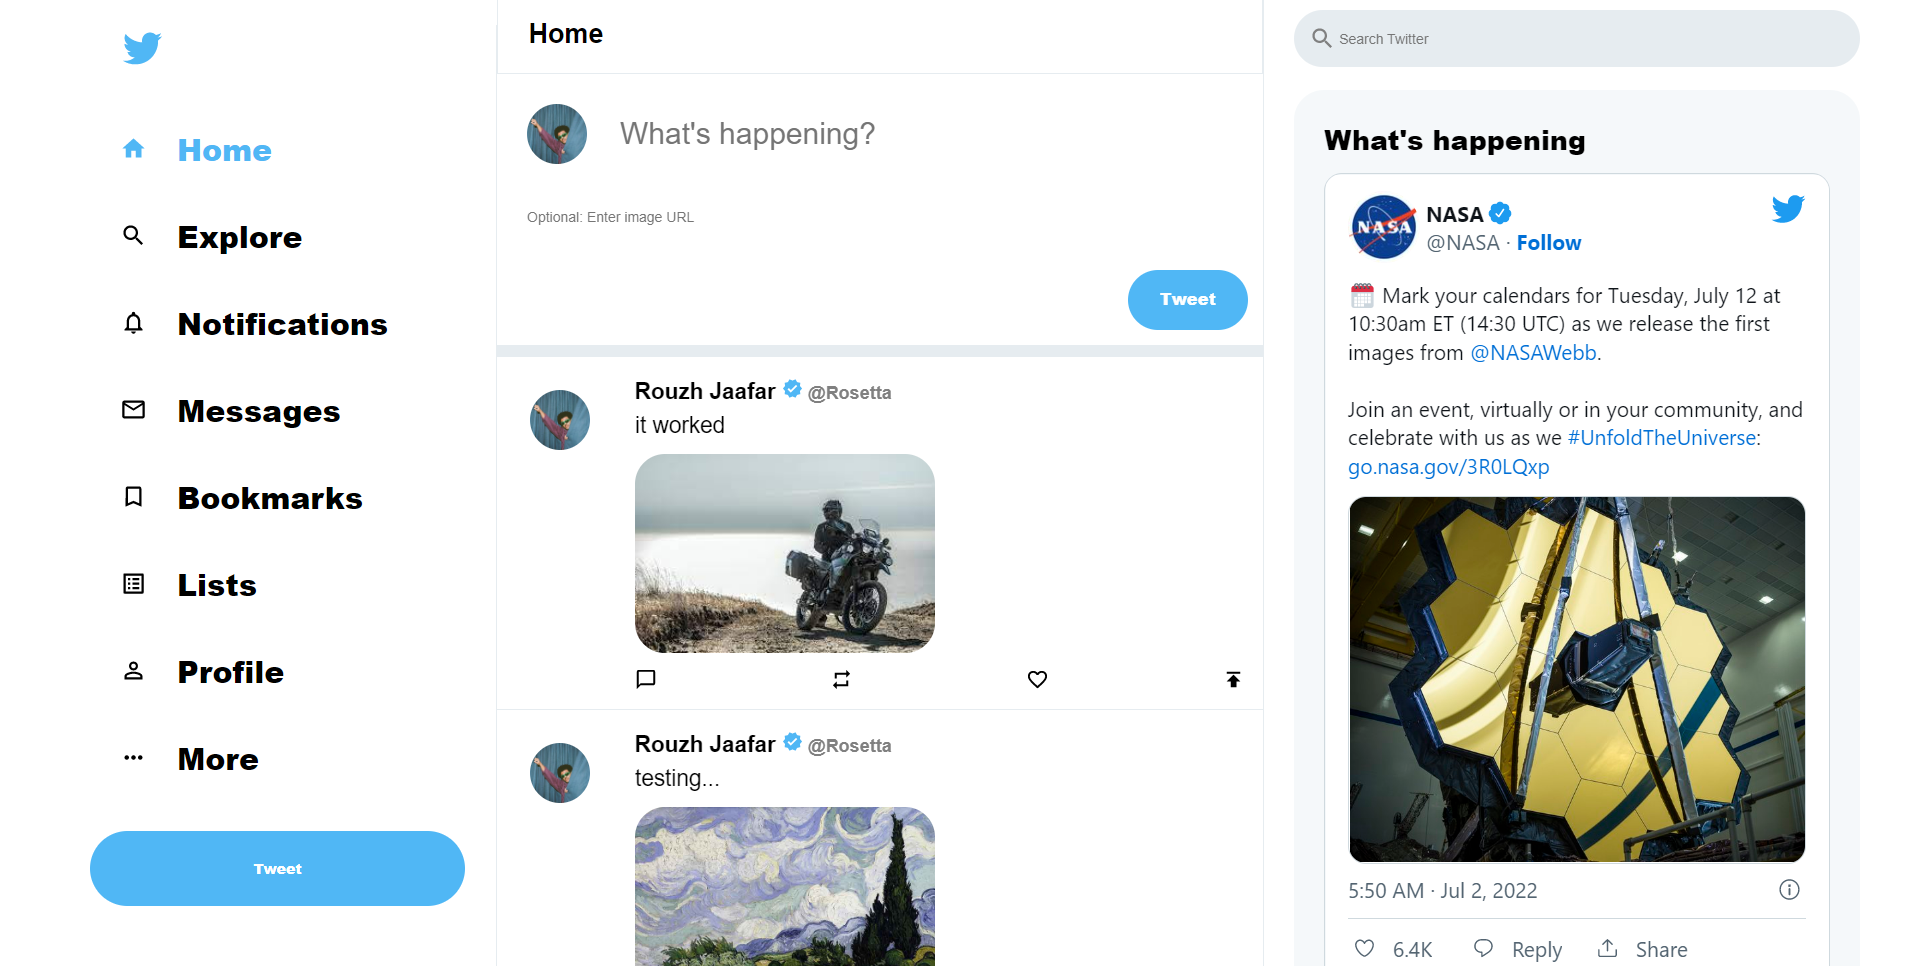 Home
Explore
Notifications
Messages
Bookmarks
Lists
Profile
More
Tweet
Home
What's happening?
Optional: Enter image URL
Tweet
Rouzh Jaafar @Rosetta
it worked
Rouzh Jaafar @Rosetta
testing...
Search Twitter
What's happening
NASA
NASA
@NASA · Follow
Mark your calendars for Tuesday, July 12 at
10:30am ET (14:30 UTC) as we release the first
images from @NASAWebb.
Join an event, virtually or in your community, and
celebrate with us as we #UnfoldTheUniverse:
go.nasa.gov/3R0LQxp
5:50 AM · Jul 2, 2022
6.4K Reply Share